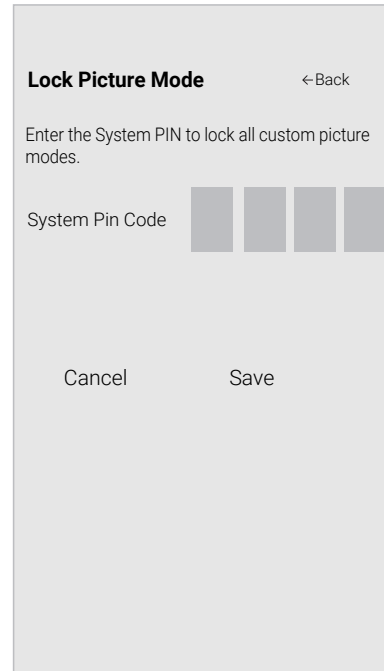 Lock Picture Mode ←Back
Enter the System PIN to lock all custom picture
modes.
System Pin Code
Cancel Save